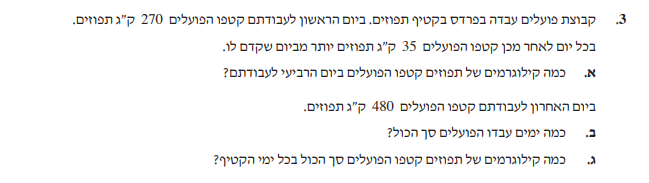 3. קבוצת פועלים עבדה בפרדס בקטיף תפוזים. ביום הראשון לעבודתם קטפו הפועלים 270 ק"ג תפוזים.
בכל יום לאחר מכן קטפו הפועלים 35 ק"ג תפוזים יותר מביום שקדם לו.
א. כמה קילוגרמים של תפוזים קטפו הפועלים ביום הרביעי לעבודתם?
ביום האחרון לעבודתם קטפו הפועלים 480 ק"ג תפוזים.
ב. כמה ימים עבדו הפועלים סך הכול?
ג. כמה קילוגרמים של תפוזים קטפו הפועלים סך הכול בכל ימי הקטיף?